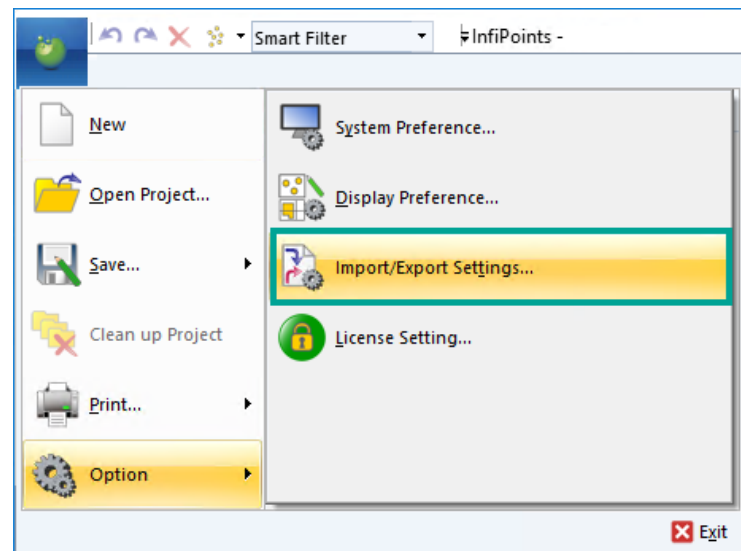 Smart Filter
InfiPoints -
New
Open Project...
Save...
Clean up Project
Print...
Option
System Preference...
Display Preference...
Import/Export Settings...
License Setting...
Exit